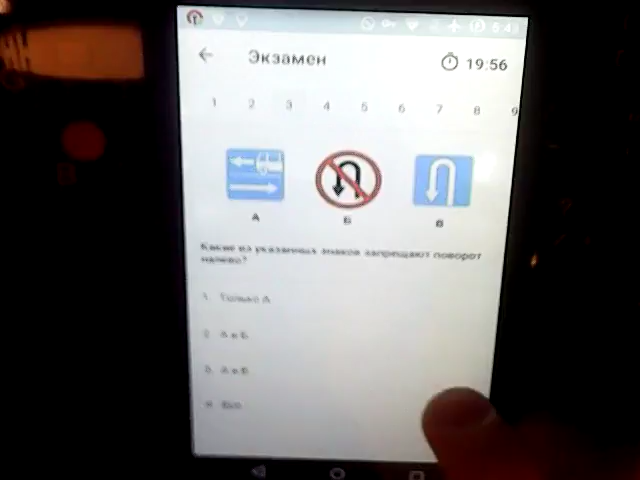 Экзамен
19:56
1 2 3 4 5 6 7 8 9
А Б В
Какие из указанных знаков запрещают поворот
налево?
1. Только А
2. А и Б
3. А и В
4. Все